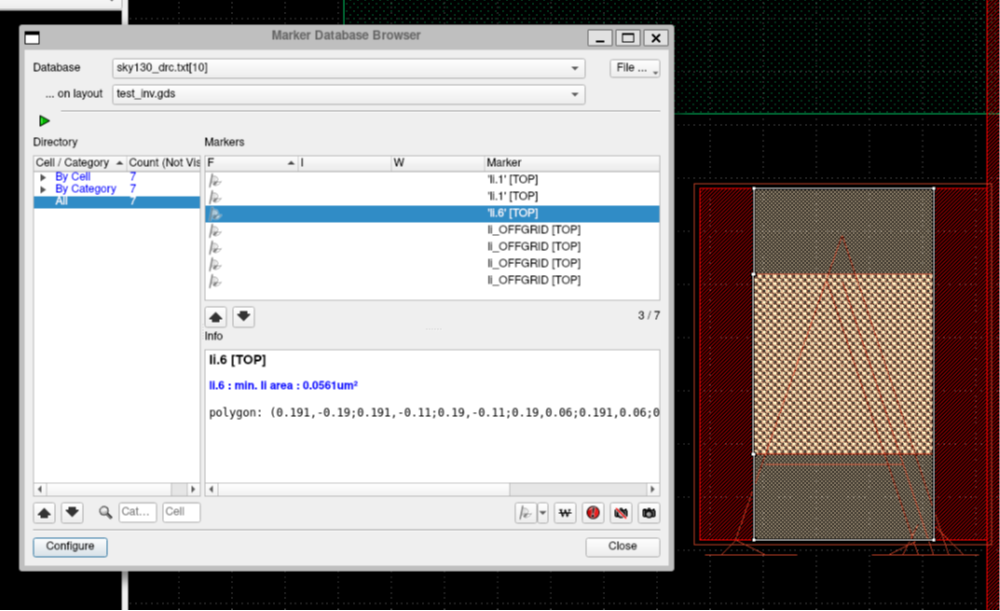 Marker Database Browser
Database sky130_drc.txt[10] File ...
... on layout test_inv.gds
Directory Markers
Cell / Category Count (Not Vis F I W Marker
By Cell 7
By Category 7
All 7
'li.1' [TOP]
'li.1' [TOP]
'li.6' [TOP]
li_OFFGRID [TOP]
li_OFFGRID [TOP]
li_OFFGRID [TOP]
li_OFFGRID [TOP]
3 / 7
Info
li.6 [TOP]
li.6 : min. li area : 0.0561um²
polygon: (0.191,-0.19;0.191,-0.11;0.19,-0.11;0.19,0.06;0.191,0.06;0
Cat... Cell W
Configure Close